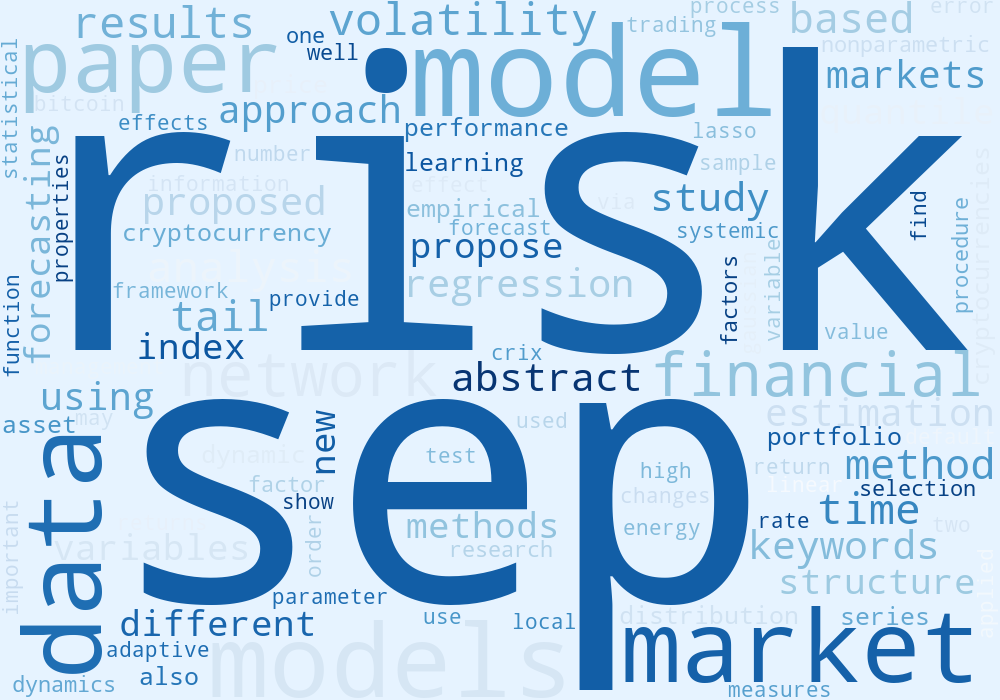 process
error
results
volatility
trading
based
one
paper
model
nonparametric
well
statistical
markets
bitcoin
approach
effects
performance
lasso
risk
forecasting
number
learning
sample
properties
information
effect
proposed
via
study
find
empirical
cryptocurrency
forecast
systemic
procedure
propose
analysis
variable
cryptocurrencies
factors
framework
provide
regression
function
tail
value
index
crix
network
abstract
financial
using
asset
may
new
used
estimation
default
portfolio
dynamic
test
return
method
data
sep
factor
high
linear
selection
show
changes
time
important
methods
energy
rate
two
variables
order
research
keywords
structure
parameter
applied
different
use
local
distribution
series
adaptive
models
market
also
dynamics
measures